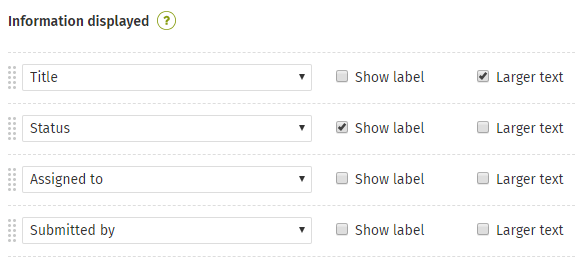 Information displayed ?
Title Show label Larger text
Status Show label Larger text
Assigned to Show label Larger text
Submitted by Show label Larger text